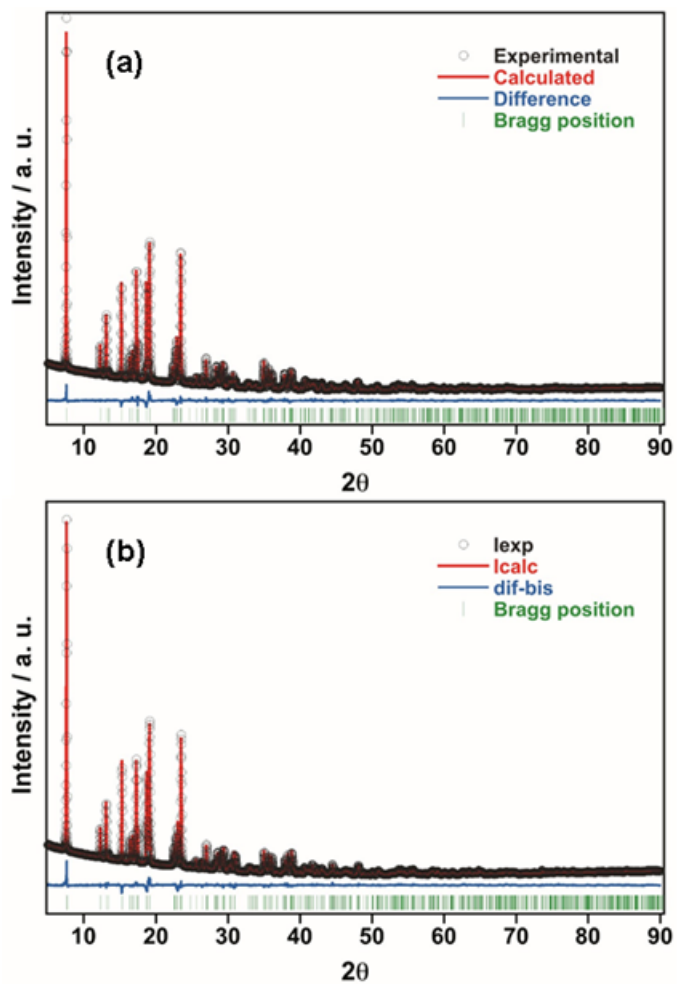 (a)
Experimental
Calculated
Difference
Bragg position
Intensity / a. u.
10 20 30 40 50 60 70 80 90
2θ
(b)
Iexp
Icalc
dif-bis
Bragg position
Intensity / a. u.
10 20 30 40 50 60 70 80 90
2θ